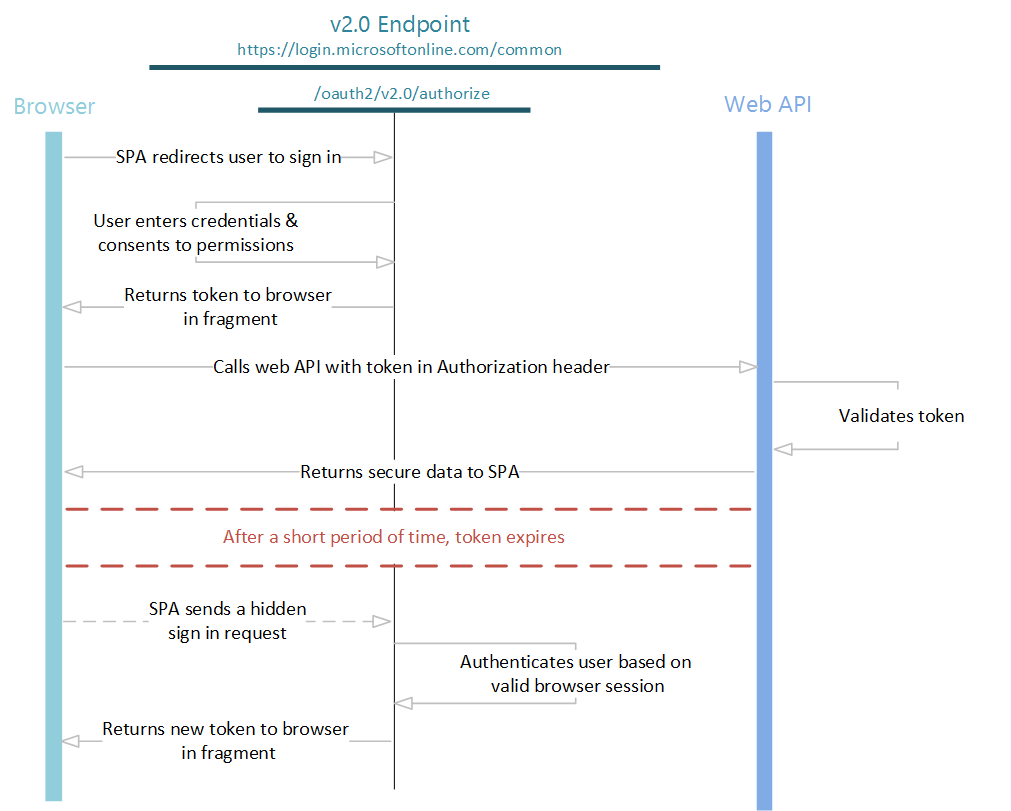 v2.0 Endpoint
https://login.microsoftonline.com/common
/oauth2/v2.0/authorize
Browser
Web API
SPA redirects user to sign in
User enters credentials &
consents to permissions
Returns token to browser
in fragment
Calls web API with token in Authorization header
Validates token
Returns secure data to SPA
After a short period of time, token expires
SPA sends a hidden
sign in request
Authenticates user based on
valid browser session
Returns new token to browser
in fragment